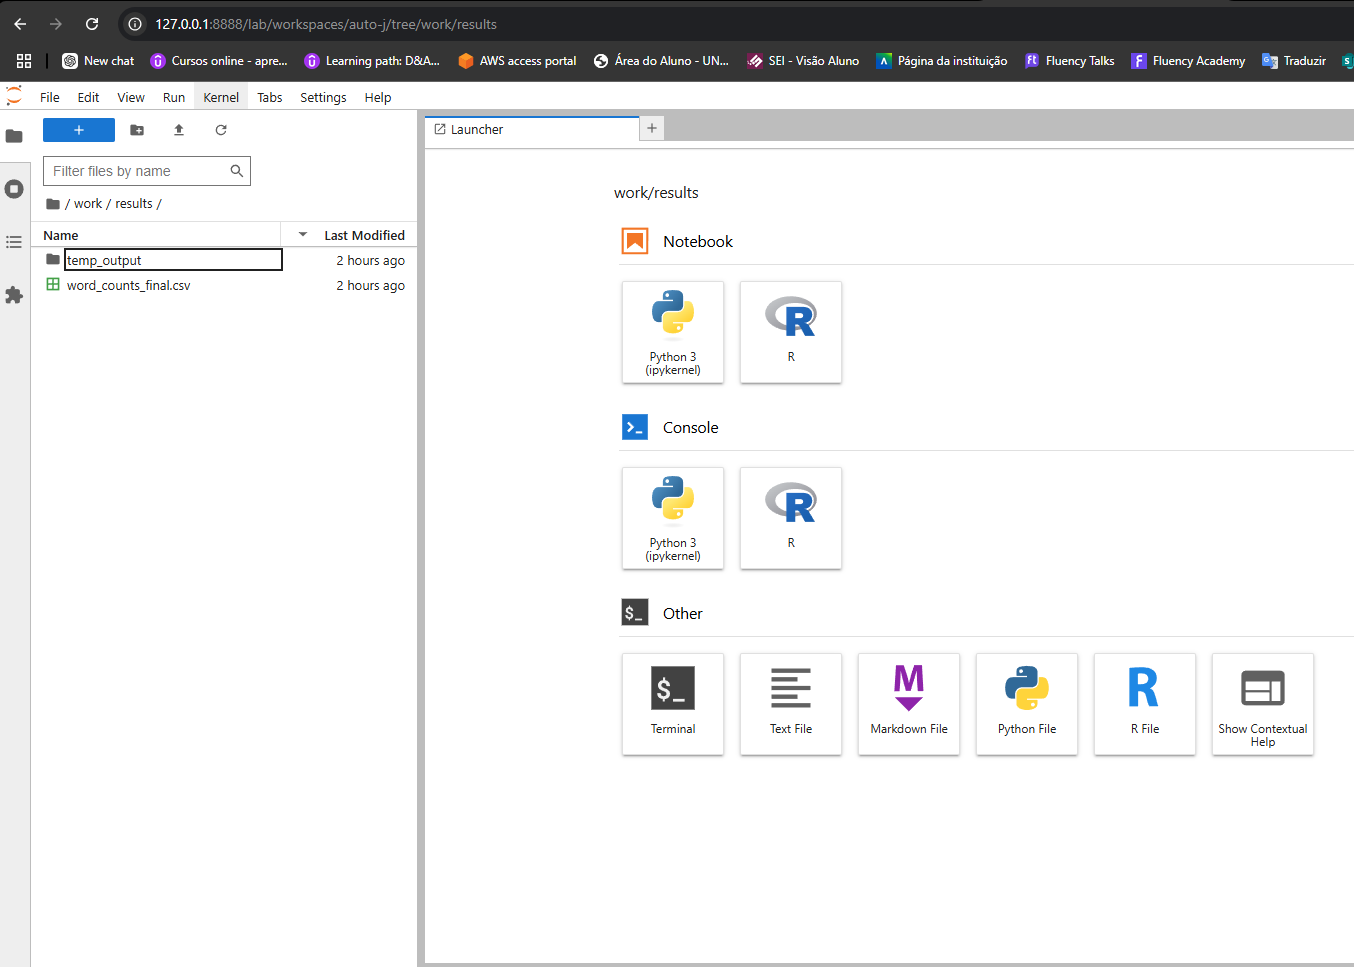 127.0.0.1:8888/lab/workspaces/auto-j/tree/work/results
New chat
Cursos online - apre...
Learning path: D&A...
AWS access portal
Área do Aluno - UN...
SEI - Visão Aluno
Página da instituição
Fluency Talks
Fluency Academy
Traduzir
File Edit View Run Kernel Tabs Settings Help
+
Launcher
+
Filter files by name
/ work / results /
Name
Last Modified
temp_output
2 hours ago
word_counts_final.csv
2 hours ago
work/results
Notebook
Python 3
(ipykernel)
R
Console
Python 3
(ipykernel)
R
$_
Other
$_
Terminal
Text File
M
Markdown File
Python File
R
R File
Show Contextual
Help